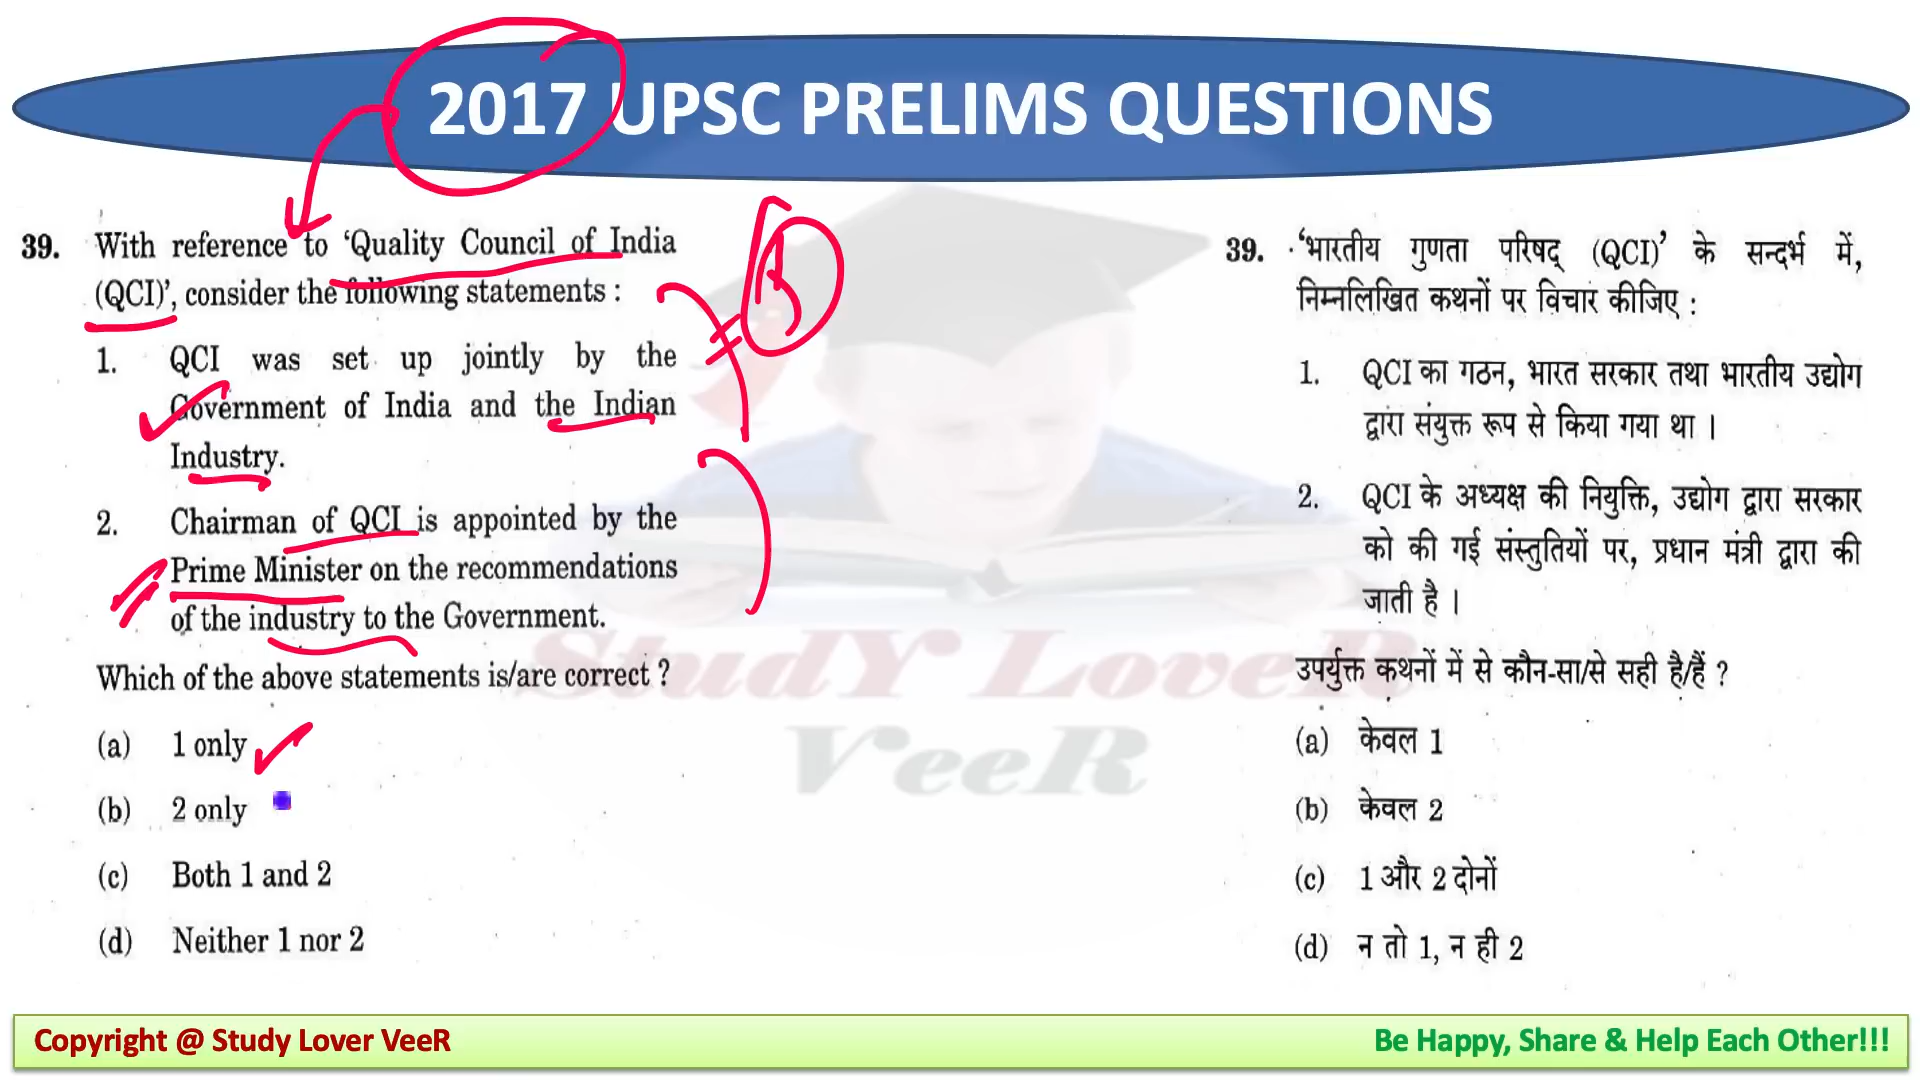 2017 UPSC PRELIMS QUESTIONS
39. With reference to ‘Quality Council of India
(QCI)’, consider the following statements :
1. QCI was set up jointly by the
Government of India and the Indian
Industry.
2. Chairman of QCI is appointed by the
Prime Minister on the recommendations
of the industry to the Government.
Which of the above statements is/are correct ?
(a) 1 only
(b) 2 only
(c) Both 1 and 2
(d) Neither 1 nor 2
39. ‘भारतीय गुणता परिषद् (QCI)’ के सन्दर्भ में,
निम्नलिखित कथनों पर विचार कीजिए :
1. QCI का गठन, भारत सरकार तथा भारतीय उद्योग
द्वारा संयुक्त रूप से किया गया था ।
2. QCI के अध्यक्ष की नियुक्ति, उद्योग द्वारा सरकार
को की गई संस्तुतियों पर, प्रधान मंत्री द्वारा की
जाती है ।
उपर्युक्त कथनों में से कौन-सा/से सही है/हैं ?
(a) केवल 1
(b) केवल 2
(c) 1 और 2 दोनों
(d) न तो 1, न ही 2
StudY LoveR
VeeR
Copyright @ Study Lover VeeR
Be Happy, Share & Help Each Other!!!